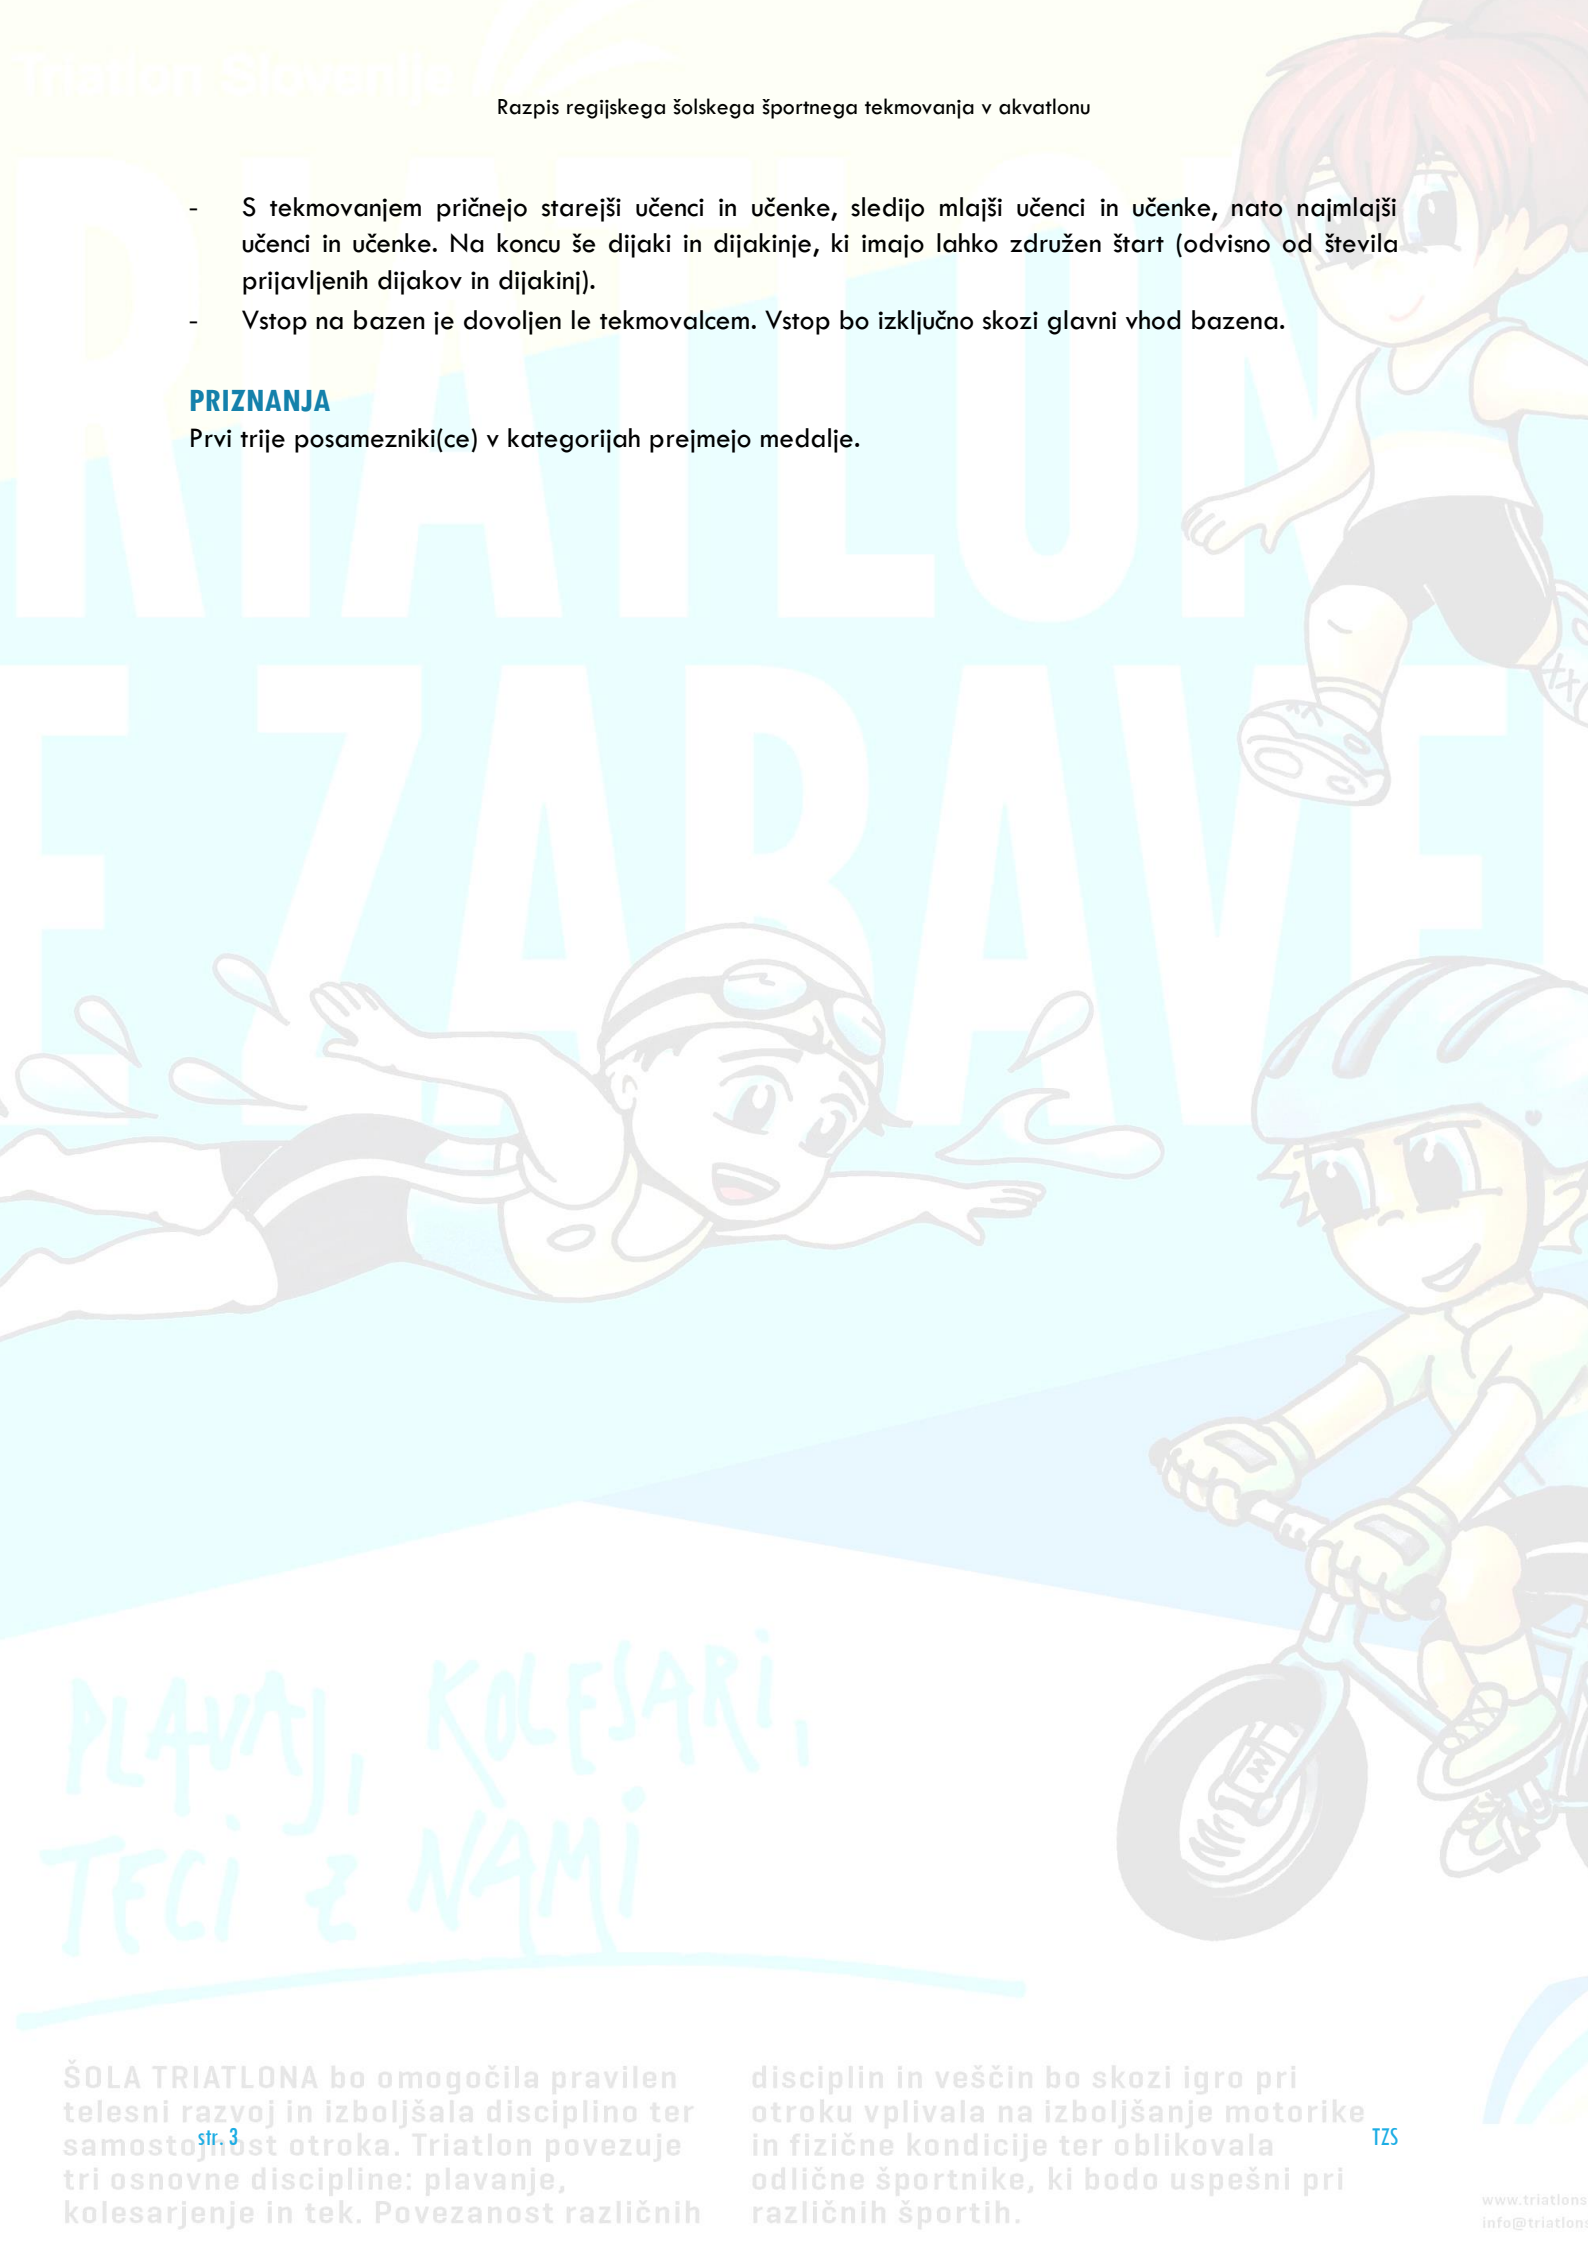 Triatlon Slovenije
Razpis regijskega šolskega športnega tekmovanja v akvatlonu
- S tekmovanjem pričnejo starejši učenci in učenke, sledijo mlajši učenci in učenke, nato najmlajši
učenci in učenke. Na koncu še dijaki in dijakinje, ki imajo lahko združen štart (odvisno od števila
prijavljenih dijakov in dijakinj).
- Vstop na bazen je dovoljen le tekmovalcem. Vstop bo izključno skozi glavni vhod bazena.
PRIZNANJA
Prvi trije posamezniki(ce) v kategorijah prejmejo medalje.
RIATLON
E ZABAVE
PLAVAJ, KOLESARI,
TECI Z NAMI
ŠOLA TRIATLONA bo omogočila pravilen
telesni razvoj in izboljšala disciplino ter
samostojnost otroka. Triatlon povezuje
tri osnovne discipline: plavanje,
kolesarjenje in tek. Povezanost različnih
disciplin in veščin bo skozi igro pri
otroku vplivala na izboljšanje motorike
in fizične kondicije ter oblikovala
odlične športnike, ki bodo uspešni pri
različnih športih.
str. 3
TZS
www.triatlons
info@triatlons